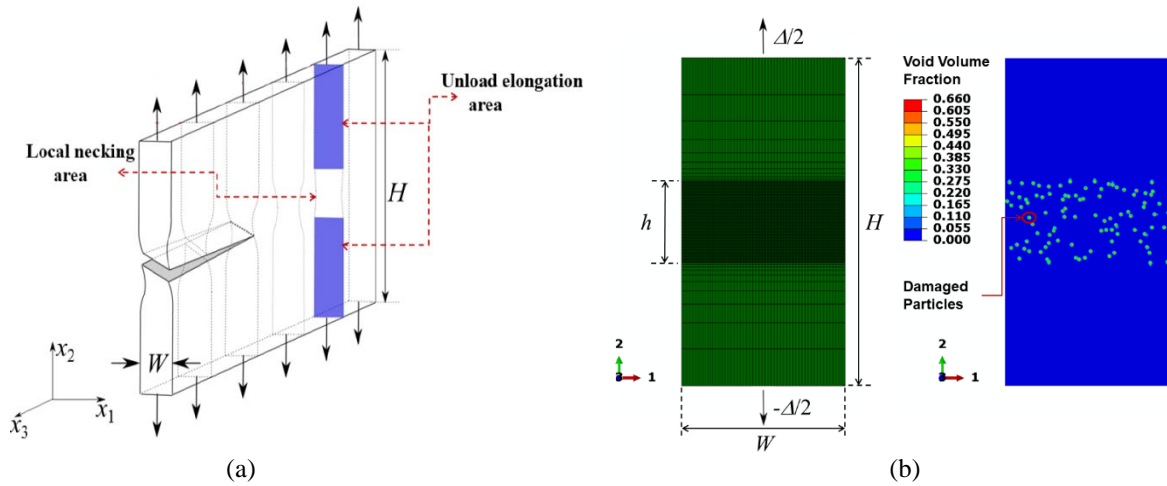 Unload elongation
area
Local necking
area
H
W
x2
x1
x3
(a)
Δ/2
h
H
-Δ/2
W
2
3
1
Void Volume
Fraction
0.660
0.605
0.550
0.495
0.440
0.385
0.330
0.275
0.220
0.165
0.110
0.055
0.000
Damaged
Particles
2
3
1
(b)